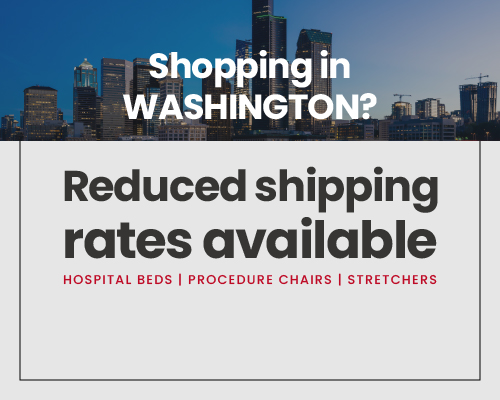 Shopping in
WASHINGTON?
Reduced shipping
rates available
HOSPITAL BEDS | PROCEDURE CHAIRS | STRETCHERS